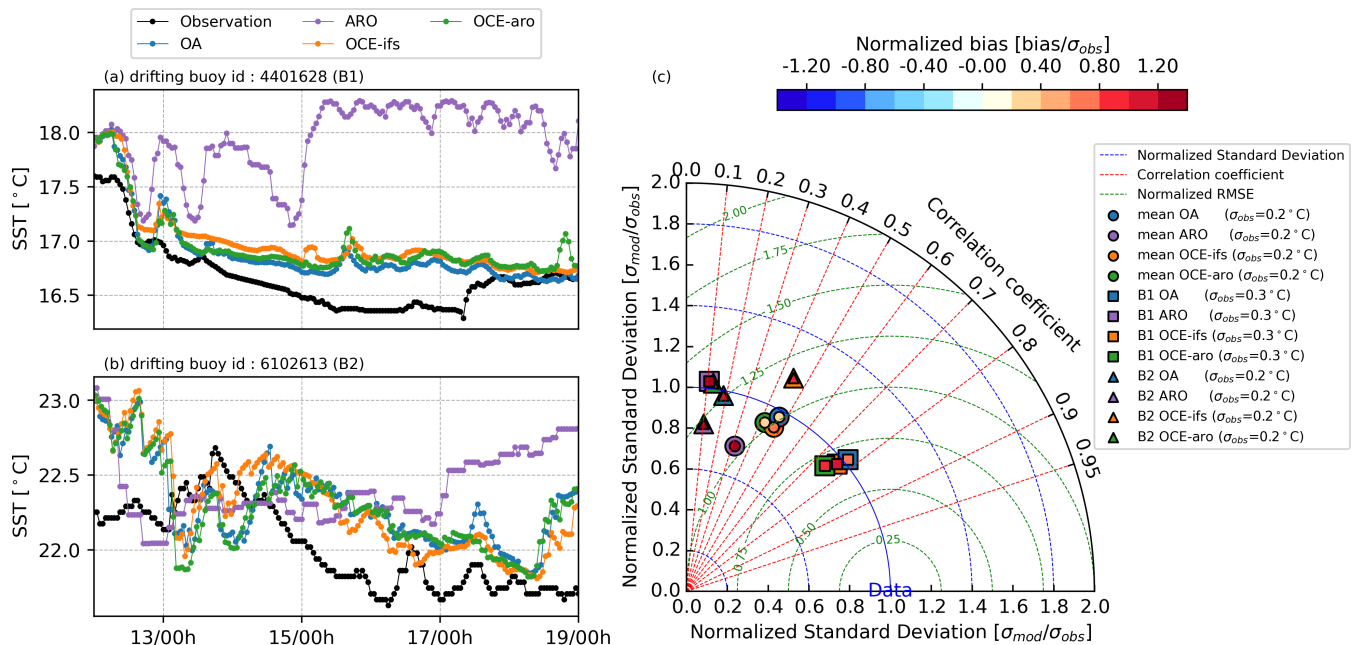 Observation
OA
ARO
OCE-ifs
OCE-aro
(a) drifting buoy id : 4401628 (B1)
SST [°C]
18.0
17.5
17.0
16.5
(b) drifting buoy id : 6102613 (B2)
SST [°C]
23.0
22.5
22.0
13/00h
15/00h
17/00h
19/00h
(c)
Normalized bias [bias/σobs]
-1.20 -0.80 -0.40 -0.00 0.40 0.80 1.20
Normalized Standard Deviation
Correlation coefficient
Normalized RMSE
mean OA (σobs=0.2°C)
mean ARO (σobs=0.2°C)
mean OCE-ifs (σobs=0.2°C)
mean OCE-aro (σobs=0.2°C)
B1 OA (σobs=0.3°C)
B1 ARO (σobs=0.3°C)
B1 OCE-ifs (σobs=0.3°C)
B1 OCE-aro (σobs=0.3°C)
B2 OA (σobs=0.2°C)
B2 ARO (σobs=0.2°C)
B2 OCE-ifs (σobs=0.2°C)
B2 OCE-aro (σobs=0.2°C)
0.0 0.1 0.2 0.3 0.4 0.5 0.6 0.7 0.8 0.9 0.95
Correlation coefficient
Normalized Standard Deviation [σmod/σobs]
2.0
1.8
1.6
1.4
1.2
1.0
0.8
0.6
0.4
0.2
0.0
2.00
1.75
1.50
1.25
1.00
0.75
0.50
0.25
Data
0.0 0.2 0.4 0.6 0.8 1.0 1.2 1.4 1.6 1.8 2.0
Normalized Standard Deviation [σmod/σobs]